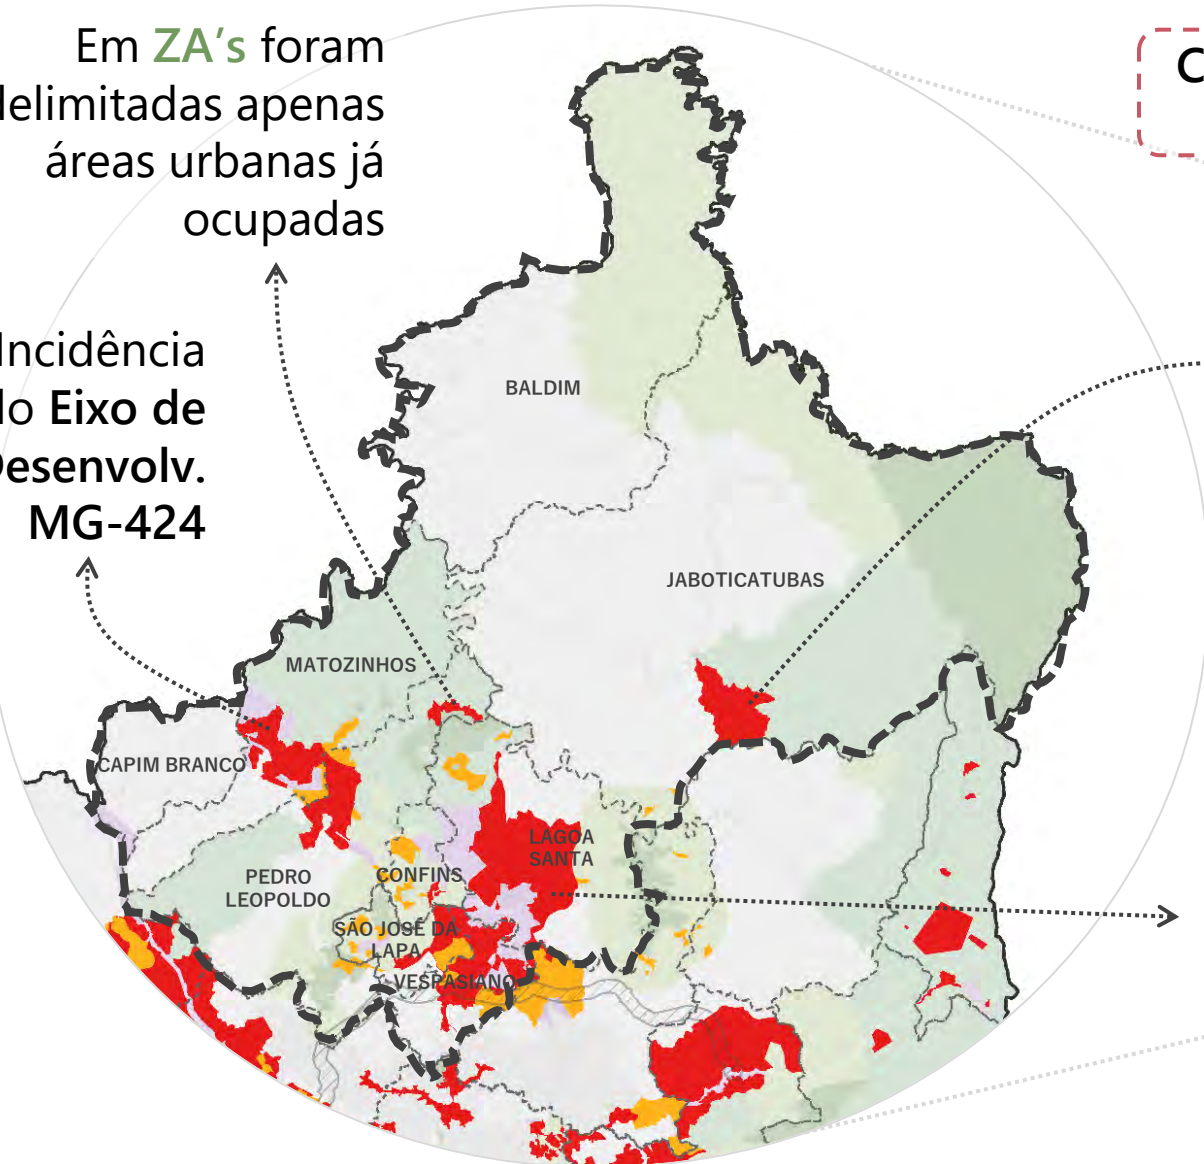 Em ZA's foram
delimitadas apenas
áreas urbanas já
ocupadas
C
Incidência
do Eixo de
Desenvolv.
MG-424
BALDIM
JABOTICATUBAS
MATOZINHOS
CAPIM BRANCO
LAGOA
SANTA
PEDRO
LEOPOLDO
CONFINS
SÃO JOSÉ DA
LAPA
VESPASIANO